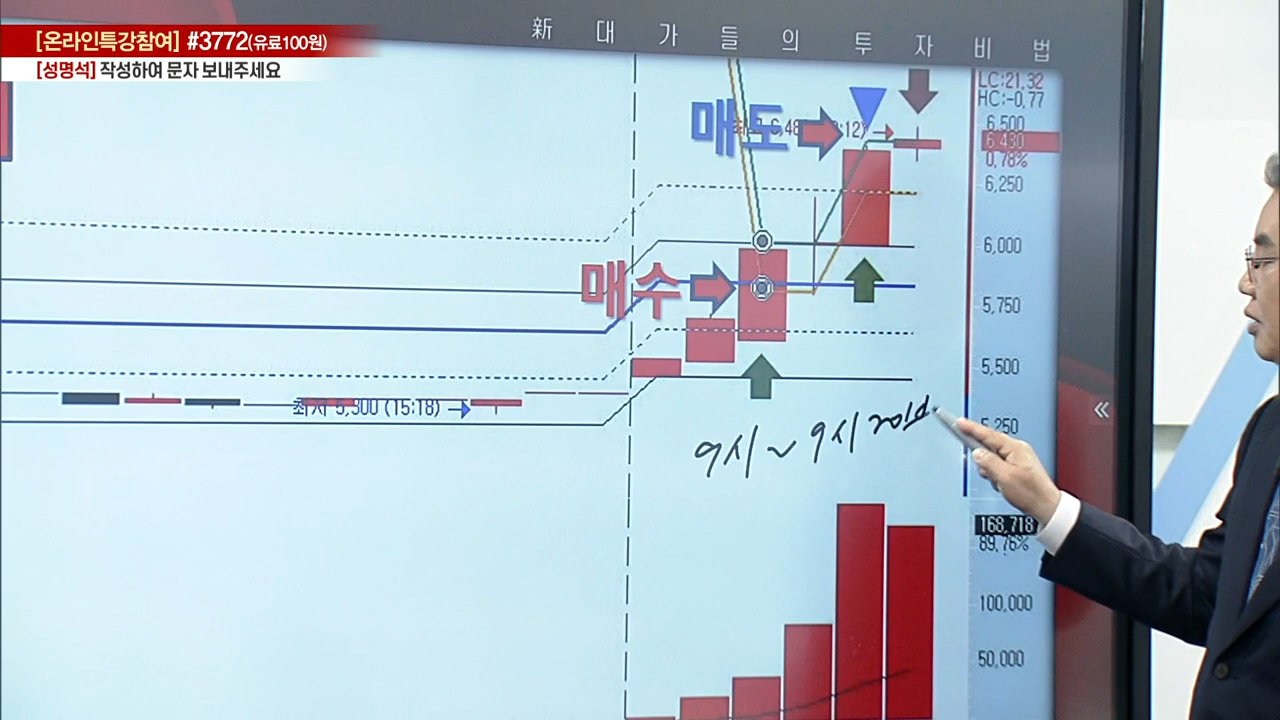 [온라인특강참여] #3772(유료100원)
[성명석] 작성하여 문자 보내주세요
新 대 가 들 의 투 자 비 법
LC:21.32
HC:-0.77
6,500
6,430
0.78%
6,250
6,000
5,750
5,500
5,250
매도
매수
최저 5,300 (15:18)
9시~9시 20분
168,718
89.76%
100,000
50,000